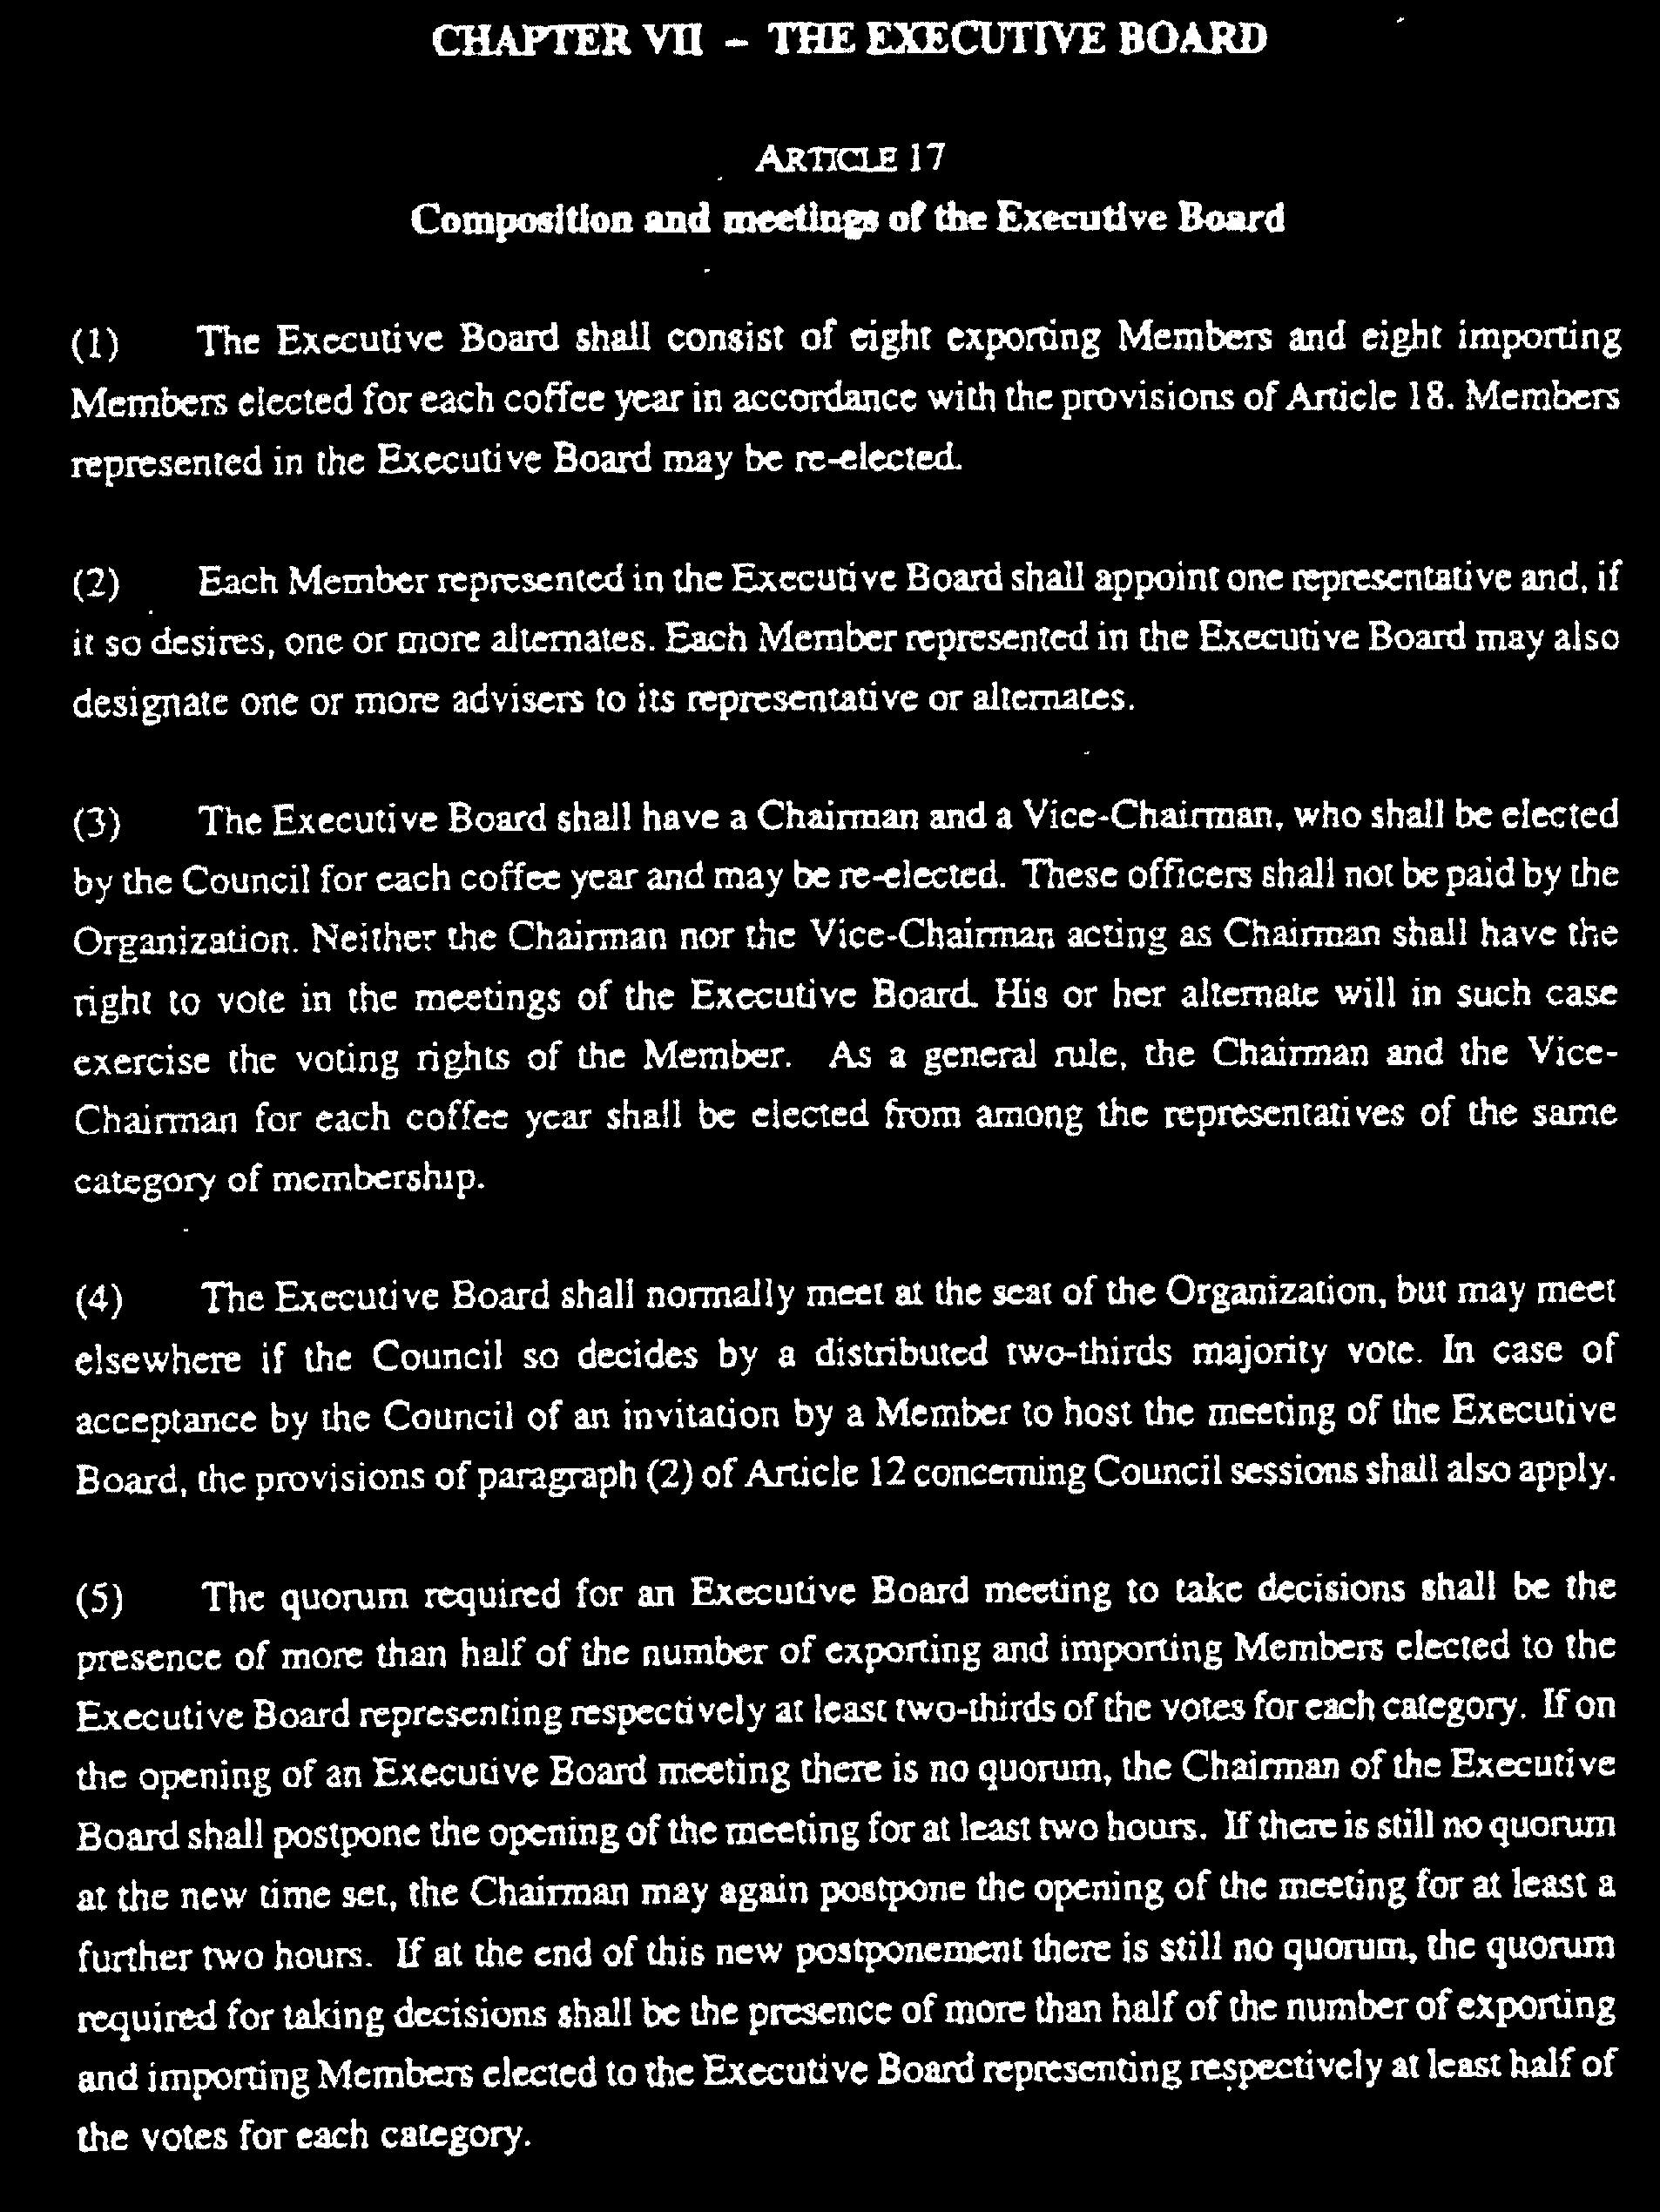 CHAPTER VII – THE EXECUTIVE BOARD
ARTICLE 17
Composition and meetings of the Executive Board
(1) The Executive Board shall consist of eight exporting Members and eight importing
Members elected for each coffee year in accordance with the provisions of Article 18. Members
represented in the Executive Board may be re-elected.
(2) Each Member represented in the Executive Board shall appoint one representative and, if
it so desires, one or more alternates. Each Member represented in the Executive Board may also
designate one or more advisers to its representative or alternates.
(3) The Executive Board shall have a Chairman and a Vice-Chairman, who shall be elected
by the Council for each coffee year and may be re-elected. These officers shall not be paid by the
Organization. Neither the Chairman nor the Vice-Chairman acting as Chairman shall have the
right to vote in the meetings of the Executive Board. His or her alternate will in such case
exercise the voting rights of the Member. As a general rule, the Chairman and the Vice-
Chairman for each coffee year shall be elected from among the representatives of the same
category of membership.
(4) The Executive Board shall normally meet at the seat of the Organization, but may meet
elsewhere if the Council so decides by a distributed two-thirds majority vote. In case of
acceptance by the Council of an invitation by a Member to host the meeting of the Executive
Board, the provisions of paragraph (2) of Article 12 concerning Council sessions shall also apply.
(5) The quorum required for an Executive Board meeting to take decisions shall be the
presence of more than half of the number of exporting and importing Members elected to the
Executive Board representing respectively at least two-thirds of the votes for each category. If on
the opening of an Executive Board meeting there is no quorum, the Chairman of the Executive
Board shall postpone the opening of the meeting for at least two hours. If there is still no quorum
at the new time set, the Chairman may again postpone the opening of the meeting for at least a
further two hours. If at the end of this new postponement there is still no quorum, the quorum
required for taking decisions shall be the presence of more than half of the number of exporting
and importing Members elected to the Executive Board representing respectively at least half of
the votes for each category.